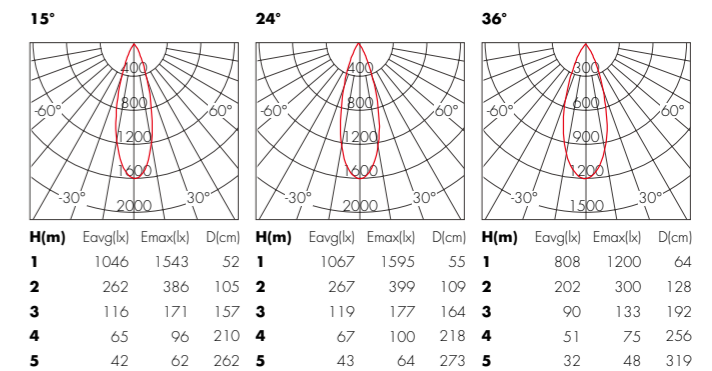 15° 24° 36°
400 400 300
800 800 600
-60° 60° -60° 60° -60° 60°
1200 1200 900
1600 1600 1200
-30° 30° -30° 30° -30° 30°
2000 2000 1500
H(m) Eavg(lx) Emax(lx) D(cm) H(m) Eavg(lx) Emax(lx) D(cm) H(m) Eavg(lx) Emax(lx) D(cm)
1 1046 1543 52 1 1067 1595 55 1 808 1200 64
2 262 386 105 2 267 399 109 2 202 300 128
3 116 171 157 3 119 177 164 3 90 133 192
4 65 96 210 4 67 100 218 4 51 75 256
5 42 62 262 5 43 64 273 5 32 48 319